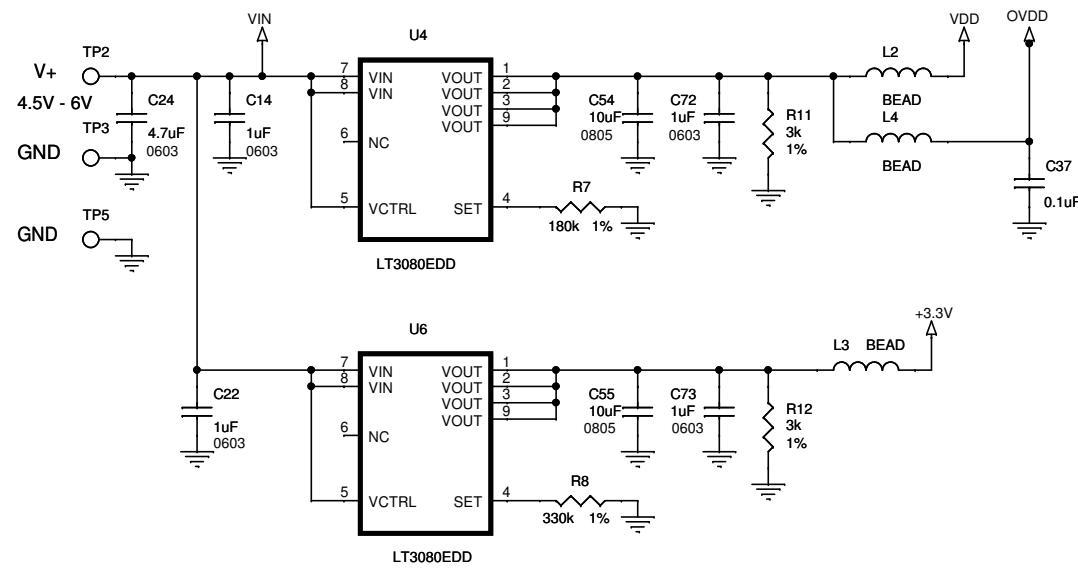 VIN
VDD
OVDD
U4
TP2
V+
4.5V - 6V
C24
4.7uF
0603
C14
1uF
0603
TP3
GND
TP5
GND
7
8
6
5
VIN
VIN
NC
VCTRL
VOUT
VOUT
VOUT
VOUT
SET
1
2
3
9
4
LT3080EDD
R7
180k 1%
C54
10uF
0805
C72
1uF
0603
R11
3k
1%
L2
BEAD
L4
BEAD
C37
0.1uF
U6
C22
1uF
0603
7
8
6
5
VIN
VIN
NC
VCTRL
VOUT
VOUT
VOUT
VOUT
SET
1
2
3
9
4
LT3080EDD
R8
330k 1%
C55
10uF
0805
C73
1uF
0603
R12
3k
1%
L3 BEAD
+3.3V